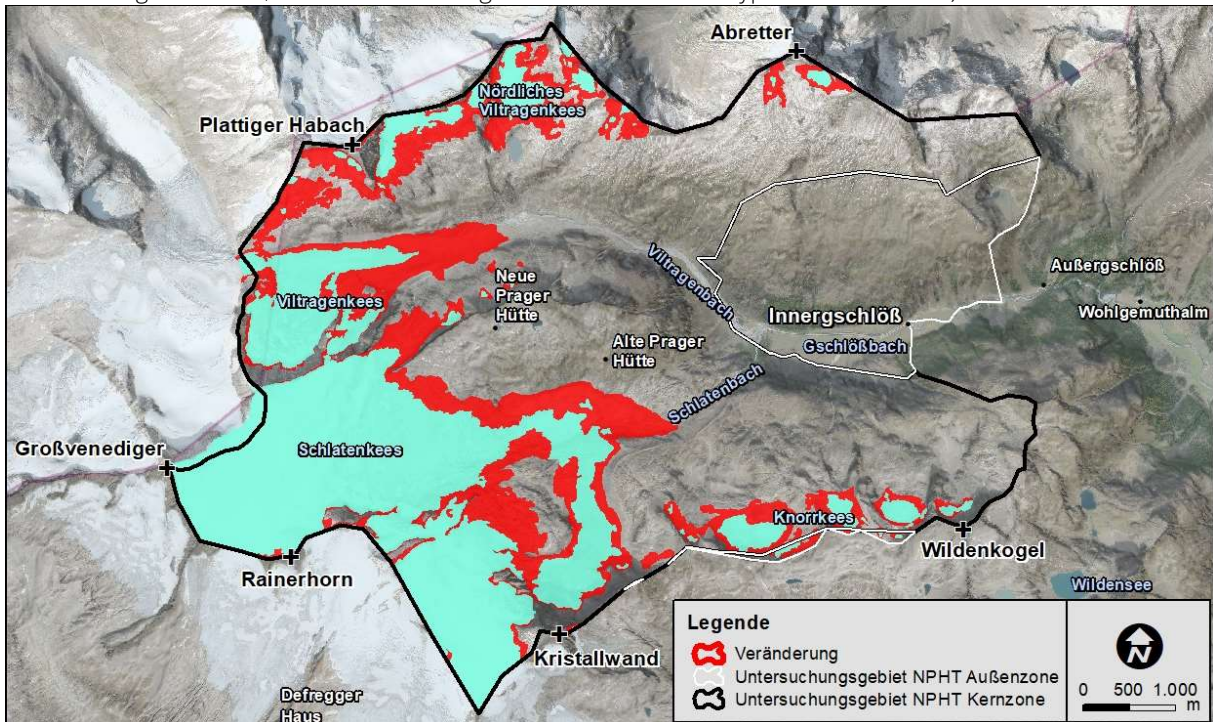 Abretter
Nördliches
Viltragenkees
Plattiger Habach
Viltragenbach
Außergschlöß
Neue
Prager
Hütte
Viltragenkees
Wohlgemuthalm
Innergschlöß
Gschlößbach
Alte Prager
Hütte
Schlatenbach
Großvenediger
Schlatenkees
Knorrkees
Wildenkogel
Rainerhorn
Wildensee
Kristallwand
Defregger
Haus
Legende
Veränderung
Untersuchungsgebiet NPHT Außenzone
Untersuchungsgebiet NPHT Kernzone
N
0 500 1.000
m